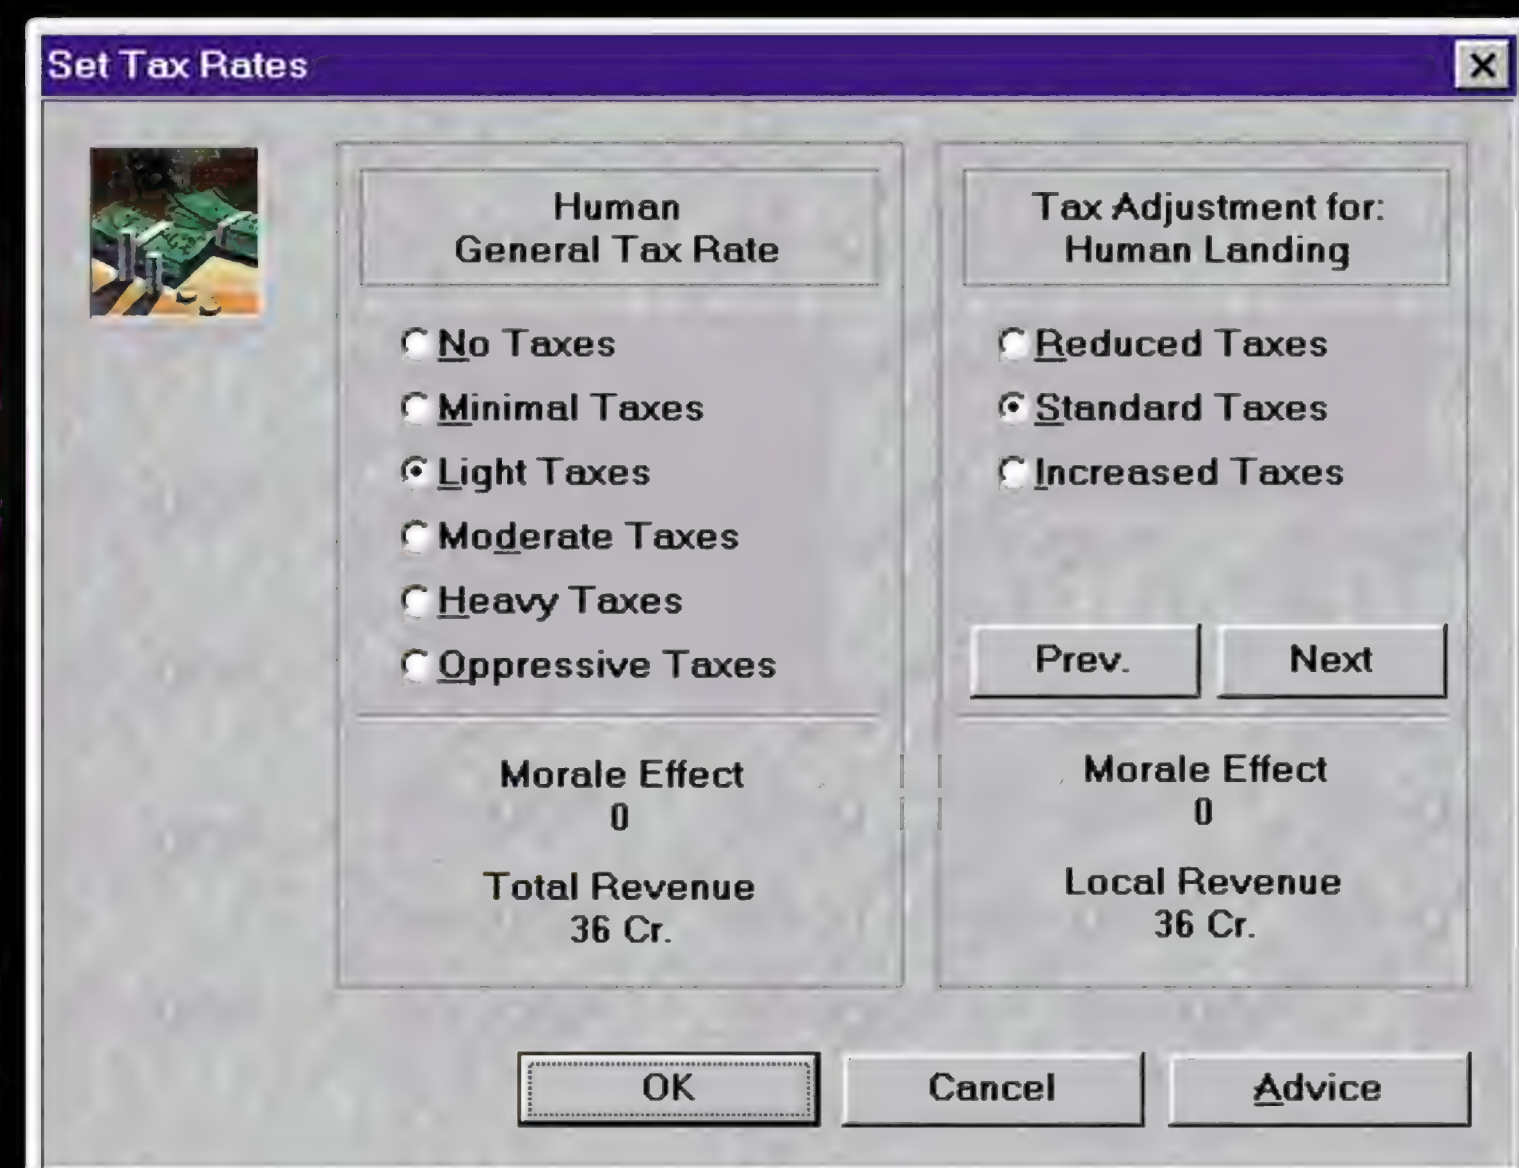 Set Tax Rates
Human
General Tax Rate
No Taxes
Minimal Taxes
Light Taxes
Moderate Taxes
Heavy Taxes
Oppressive Taxes
Morale Effect
0
Total Revenue
36 Cr.
Tax Adjustment for:
Human Landing
Reduced Taxes
Standard Taxes
Increased Taxes
Prev.
Next
Morale Effect
0
Local Revenue
36 Cr.
OK
Cancel
Advice